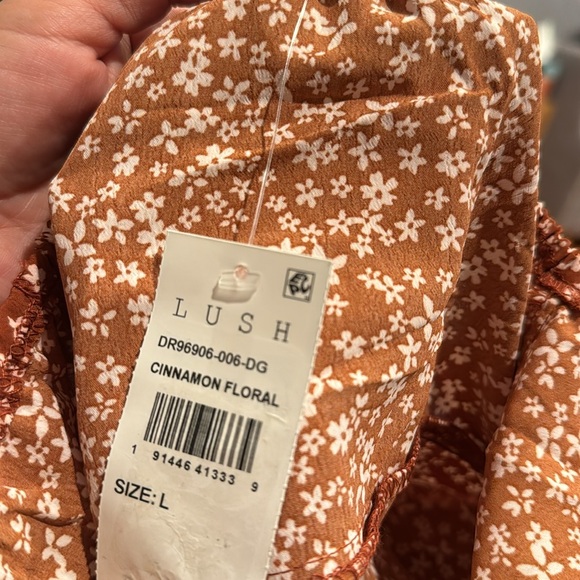 LUSH
DR96906-006-DG
CINNAMON FLORAL
1 91446 41333 9
SIZE: L